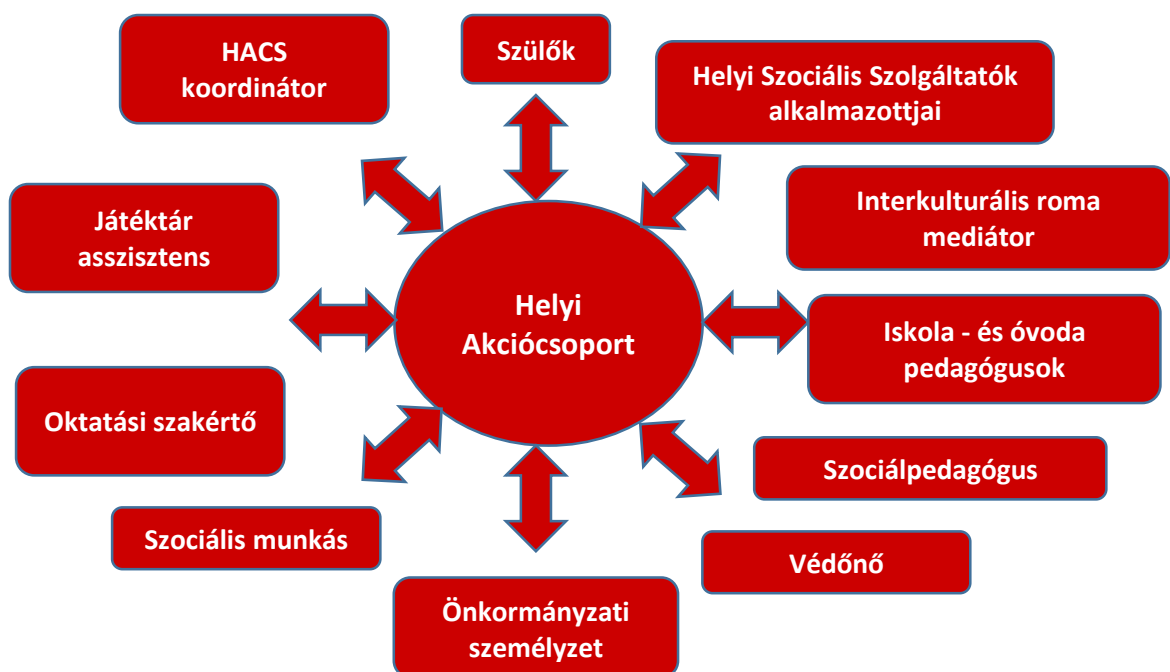 HACS
koordinátor
Szülők
Helyi Szociális Szolgáltatók
alkalmazottjai
Játéktár
asszisztens
Interkulturális roma
mediátor
Helyi
Akciócsoport
Iskola - és óvoda
pedagógusok
Oktatási szakértő
Szociálpedagógus
Szociális munkás
Védőnő
Önkormányzati
személyzet